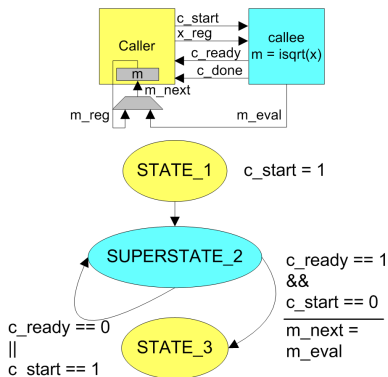 c_start
x_reg
Caller
callee
m = isqrt(x)
c_ready
c_done
m
m_next
m_reg
m_eval
STATE_1
c_start = 1
SUPERSTATE_2
c_ready == 1
&&
c_start == 0
m_next =
m_eval
c_ready == 0
||
c_start == 1
STATE_3